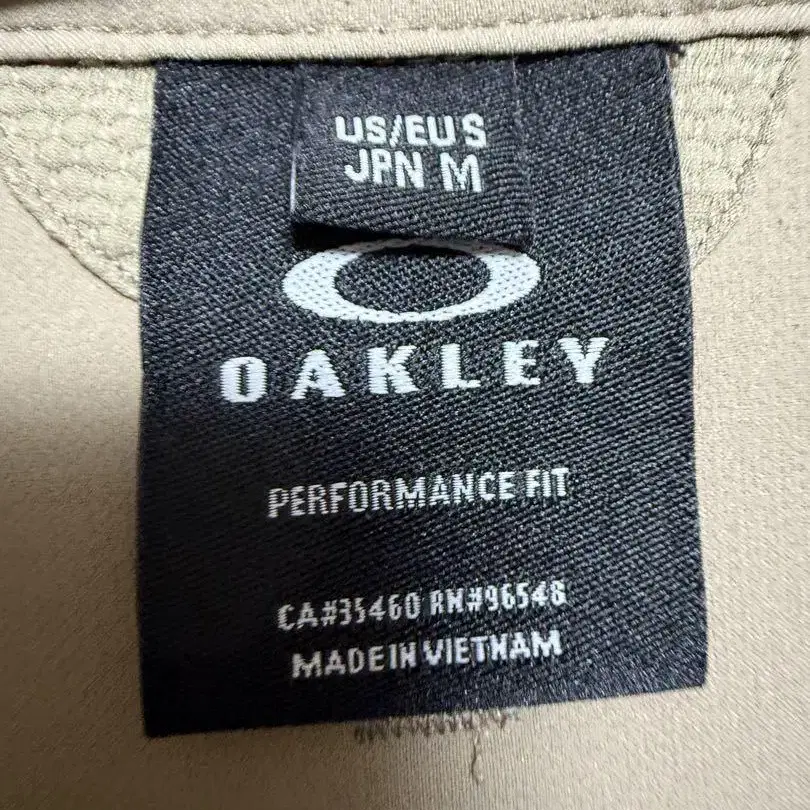 US/EU S
JPN M
OAKLEY
PERFORMANCE FIT
CA#35460 RN#96548
MADE IN VIETNAM